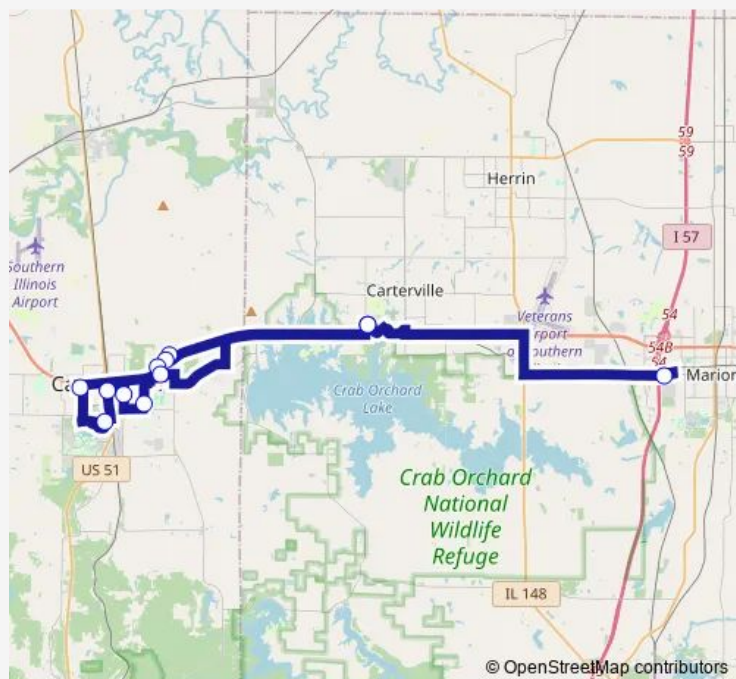 59
59
Herrin
I 57
Southern
Illinois
Airport
Carterville
54
Veterans
Airport
of Southern
54B
54
Marion
Crab Orchard
Lake
US 51
Crab Orchard
National
Wildlife
Refuge
IL 148
© OpenStreetMap contributors